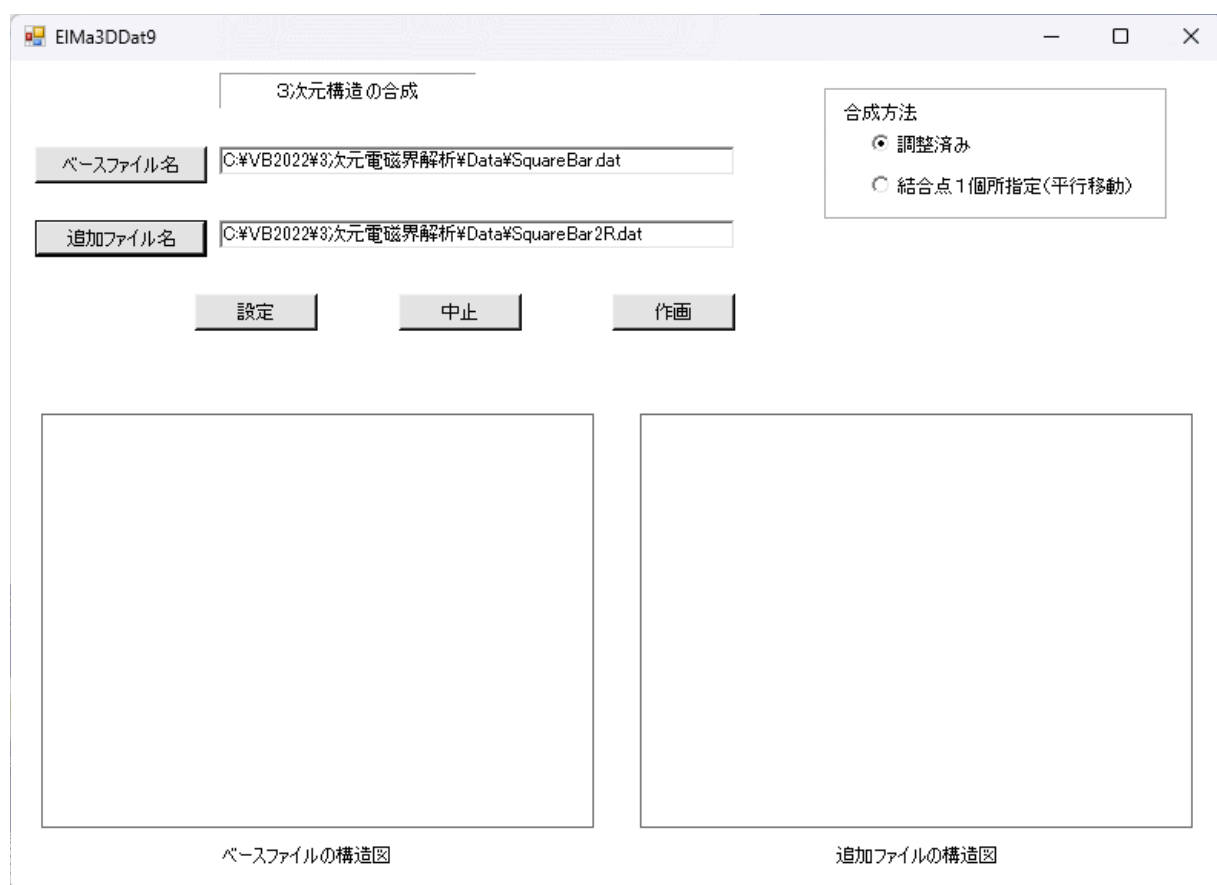 ElMa3DDat9
3次元構造の合成
合成方法
調整済み
結合点1個所指定(平行移動)
ベースファイル名
C:¥VB2022¥3次元電磁界解析¥Data¥SquareBar.dat
追加ファイル名
C:¥VB2022¥3次元電磁界解析¥Data¥SquareBar2R.dat
設定
中止
作画
ベースファイルの構造図
追加ファイルの構造図